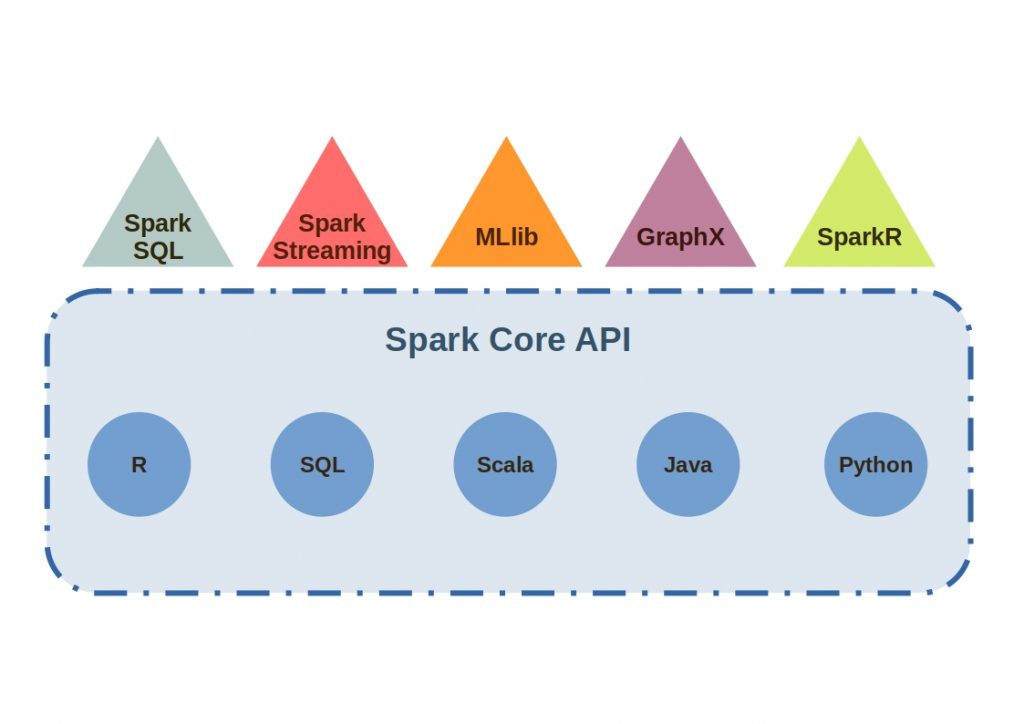 Spark
SQL
Spark
Streaming
MLlib
GraphX
SparkR
Spark Core API
R
SQL
Scala
Java
Python